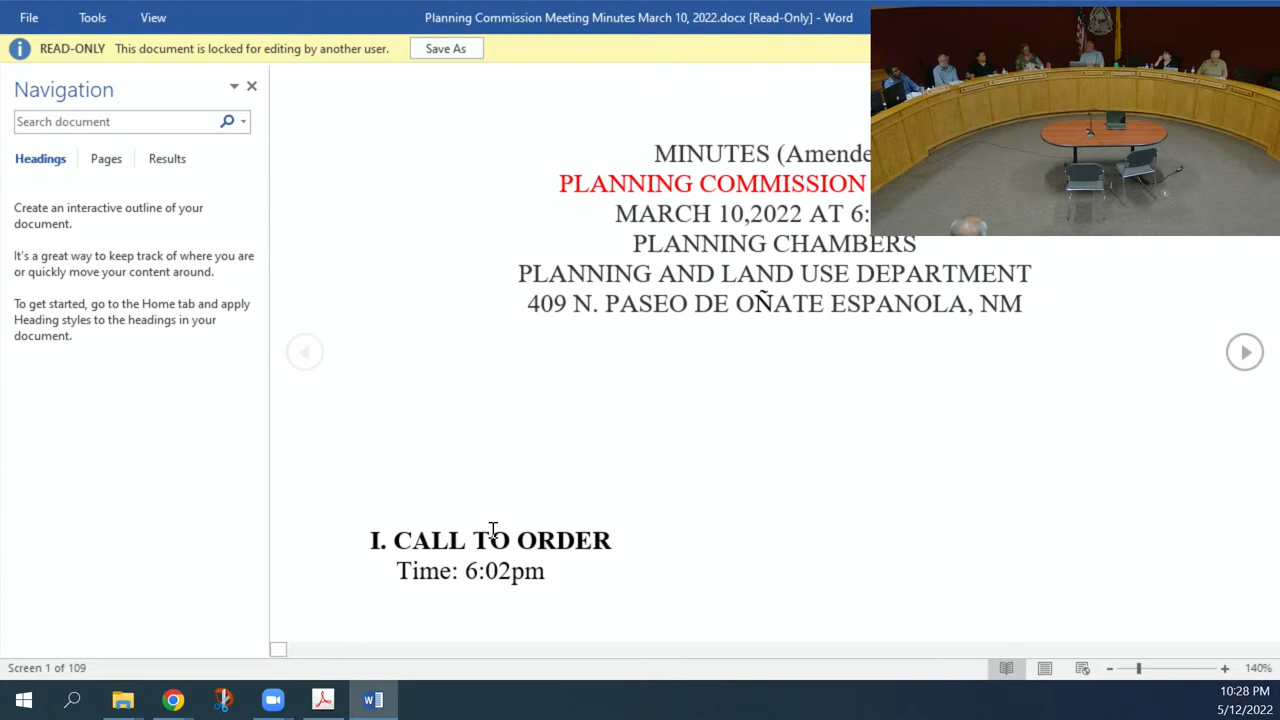 File Tools View Planning Commission Meeting Minutes March 10, 2022.docx [Read-Only] - Word
READ-ONLY This document is locked for editing by another user. Save As
Navigation
Search document
Headings Pages Results
Create an interactive outline of your
document.
It's a great way to keep track of where you are
or quickly move your content around.
To get started, go to the Home tab and apply
Heading styles to the headings in your
document.
MINUTES (Amende
PLANNING COMMISSION
MARCH 10,2022 AT 6:
PLANNING CHAMBERS
PLANNING AND LAND USE DEPARTMENT
409 N. PASEO DE OÑATE ESPANOLA, NM
I. CALL TO ORDER
Time: 6:02pm
Screen 1 of 109
140%
10:28 PM
5/12/2022